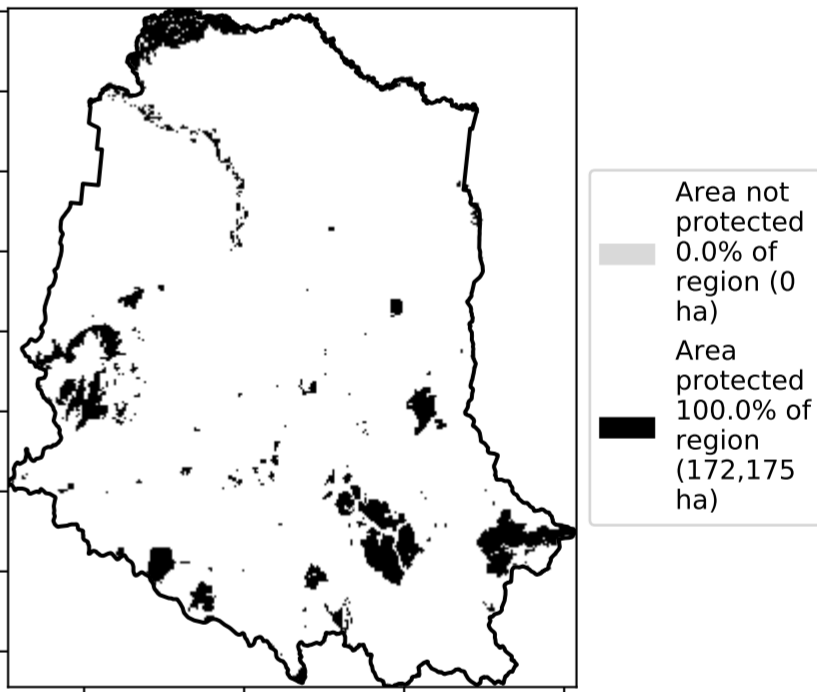 Area not
protected
0.0% of
region (0
ha)
Area
protected
100.0% of
region
(172,175
ha)